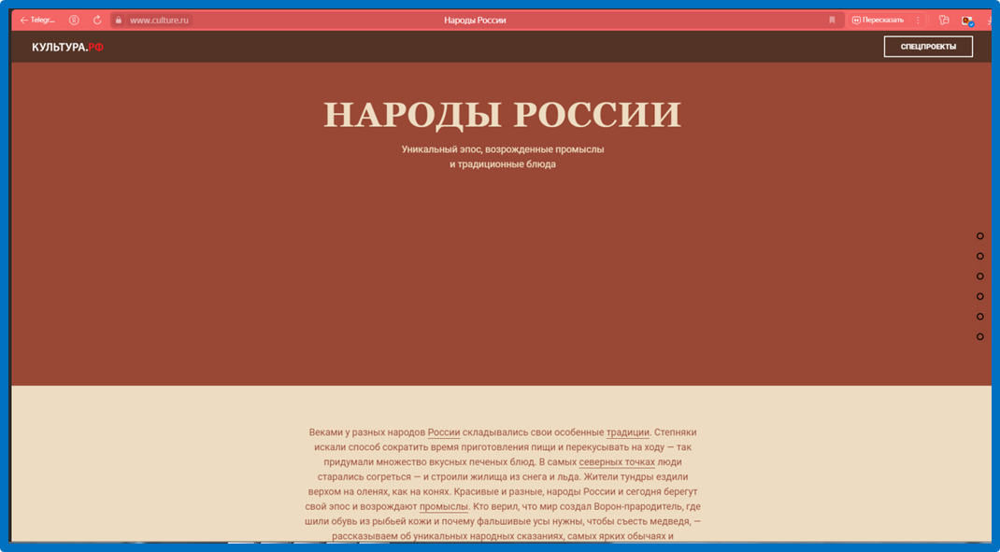 Telegr...
www.culture.ru
Народы России
Пересказать
КУЛЬТУРА.РФ
СПЕЦПРОЕКТЫ
НАРОДЫ РОССИИ
Уникальный эпос, возрожденные промыслы
и традиционные блюда
Веками у разных народов России складывались свои особенные традиции. Степняки
искали способ сократить время приготовления пищи и перекусывать на ходу — так
придумали множество вкусных печеных блюд. В самых северных точках люди
старались согреться — и строили жилища из снега и льда. Жители тундры ездили
верхом на оленях, как на конях. Красивые и разные, народы России и сегодня берегут
свой эпос и возрождают промыслы. Кто верил, что мир создал Ворон-прародитель, где
шили обувь из рыбьей кожи и почему фальшивые усы нужны, чтобы съесть медведя, —
рассказываем об уникальных народных сказаниях, самых ярких обычаях и